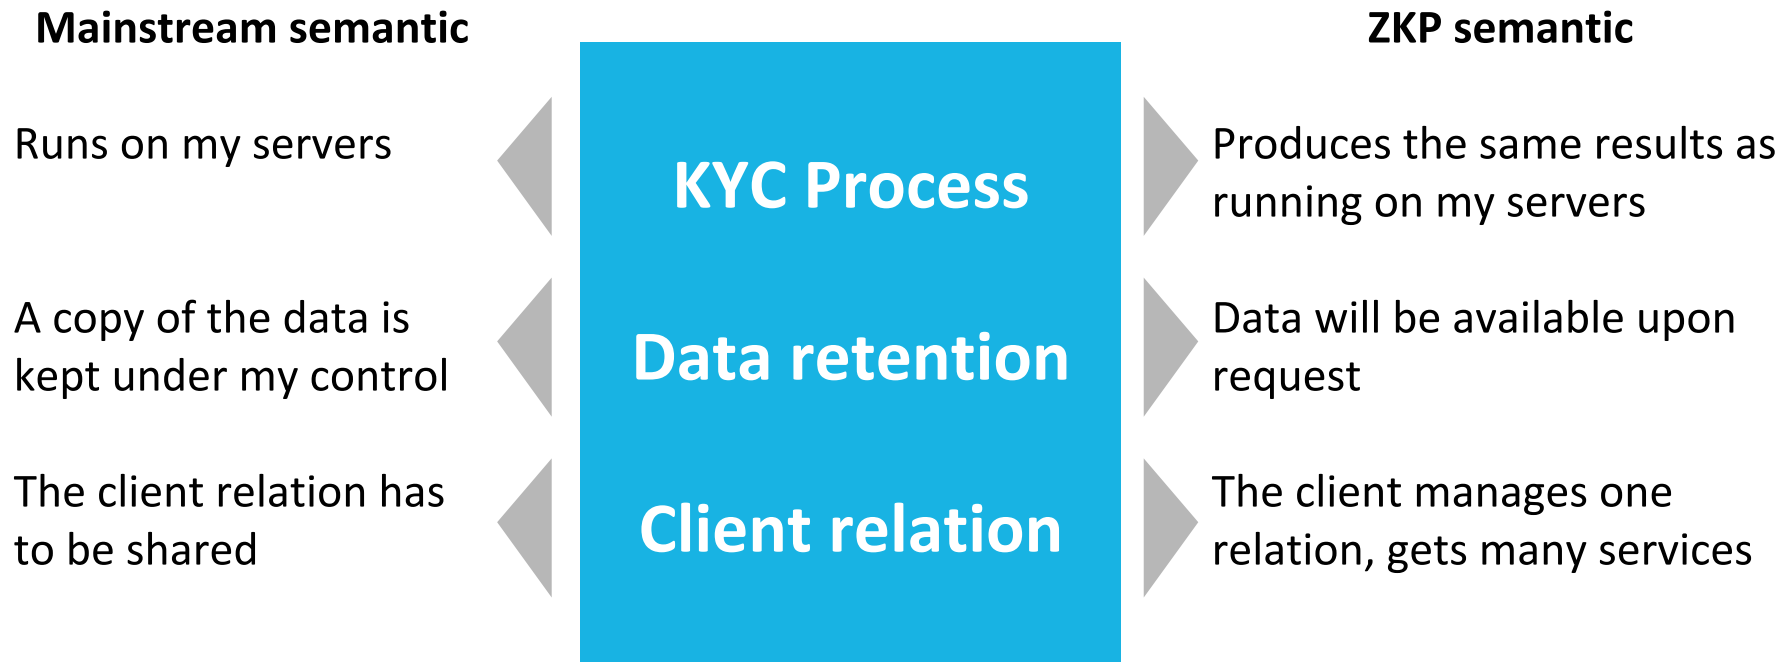 Mainstream semantic
ZKP semantic
Runs on my servers
KYC Process
Produces the same results as
running on my servers
A copy of the data is
kept under my control
Data retention
Data will be available upon
request
The client relation has
to be shared
Client relation
The client manages one
relation, gets many services